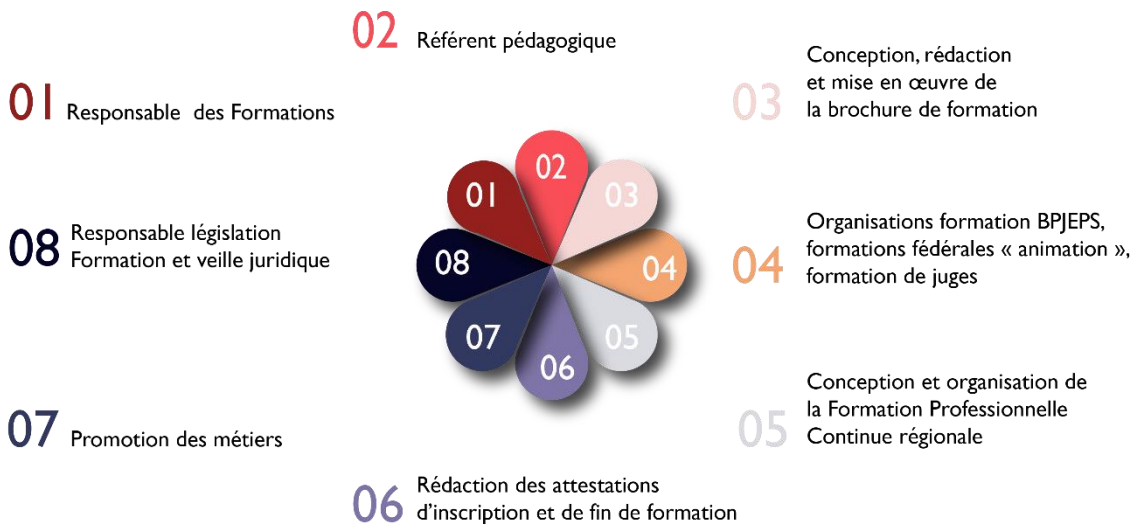 02 Référent pédagogique
01 Responsable des Formations
03 Conception, rédaction
et mise en œuvre de
la brochure de formation
08 Responsable législation
Formation et veille juridique
04 Organisations formation BPJEPS,
formations fédérales « animation »,
formation de juges
07 Promotion des métiers
05 Conception et organisation de
la Formation Professionnelle
Continue régionale
06 Rédaction des attestations
d'inscription et de fin de formation
01
02
03
04
05
06
07
08